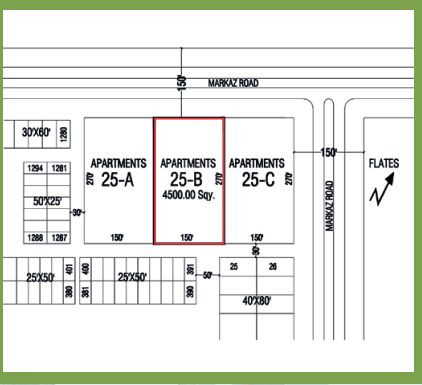 150'
MARKAZ ROAD
30'X60'
1280
APARTMENTS
25-A
270'
150'
APARTMENTS
25-B
4500.00 Sqy.
270'
150'
APARTMENTS
25-C
270'
150'
150'
MARKAZ ROAD
FLATES
1294 1281
50'X25'
1288 1287
30'
30'
25'X50'
401
380
400
381
25'X50'
391
390
50'
25 26
40'X80'